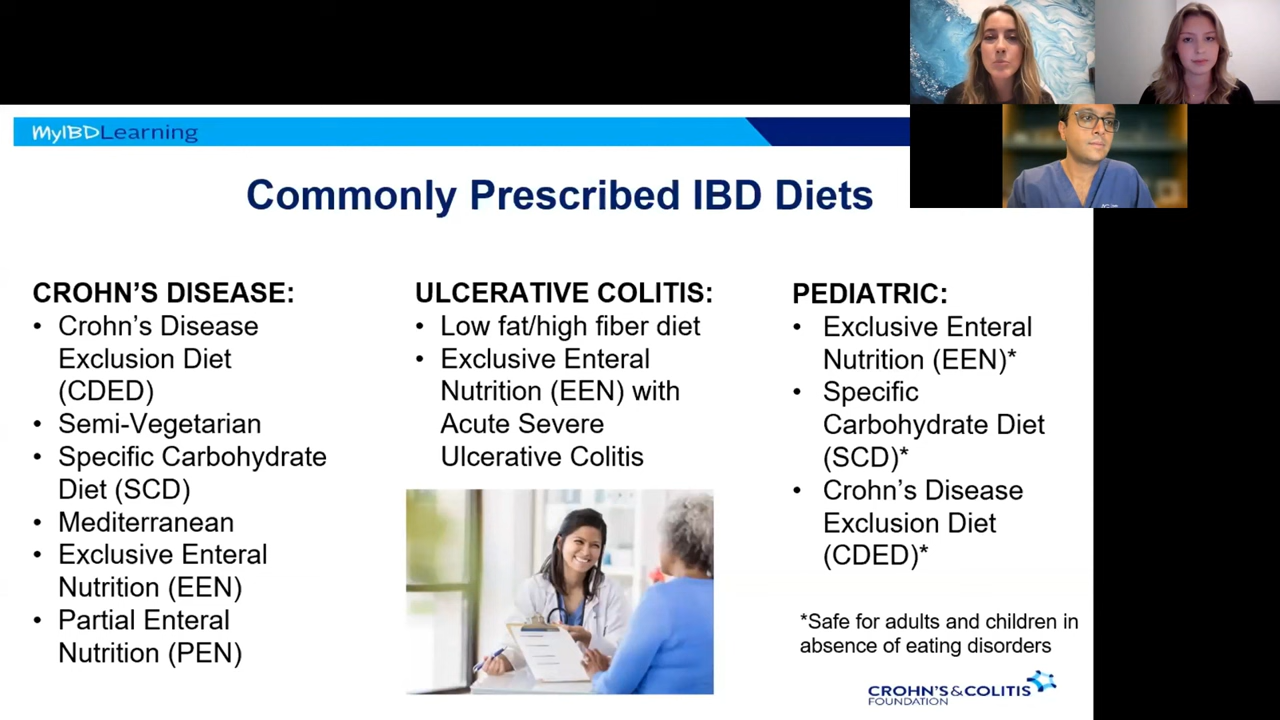 MyIBDLearning
Commonly Prescribed IBD Diets
CROHN'S DISEASE:
• Crohn's Disease
Exclusion Diet
(CDED)
• Semi-Vegetarian
• Specific Carbohydrate
Diet (SCD)
• Mediterranean
• Exclusive Enteral
Nutrition (EEN)
• Partial Enteral
Nutrition (PEN)
ULCERATIVE COLITIS:
• Low fat/high fiber diet
• Exclusive Enteral
Nutrition (EEN) with
Acute Severe
Ulcerative Colitis
PEDIATRIC:
• Exclusive Enteral
Nutrition (EEN)*
• Specific
Carbohydrate Diet
(SCD)*
• Crohn's Disease
Exclusion Diet
(CDED)*
*Safe for adults and children in
absence of eating disorders
CROHN'S & COLITIS
FOUNDATION